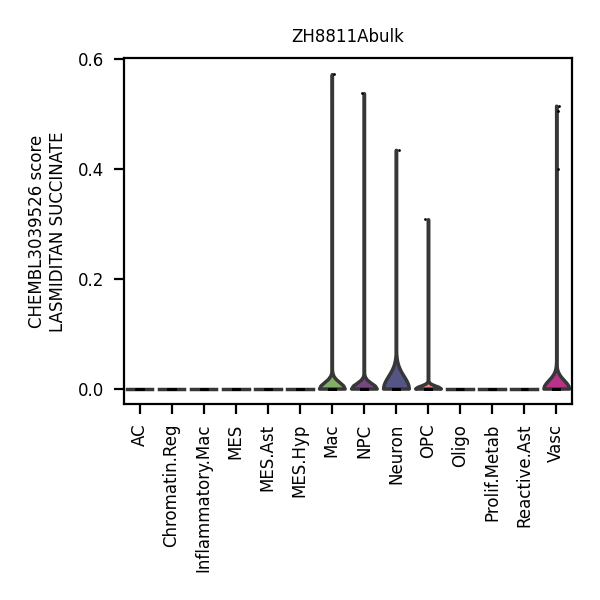 ZH8811Abulk
CHEMBL3039526 score
LASMIDITAN SUCCINATE
0.6
0.4
0.2
0.0
AC
Chromatin.Reg
Inflammatory.Mac
MES
MES.Ast
MES.Hyp
Mac
NPC
Neuron
OPC
Oligo
Prolif.Metab
Reactive.Ast
Vasc